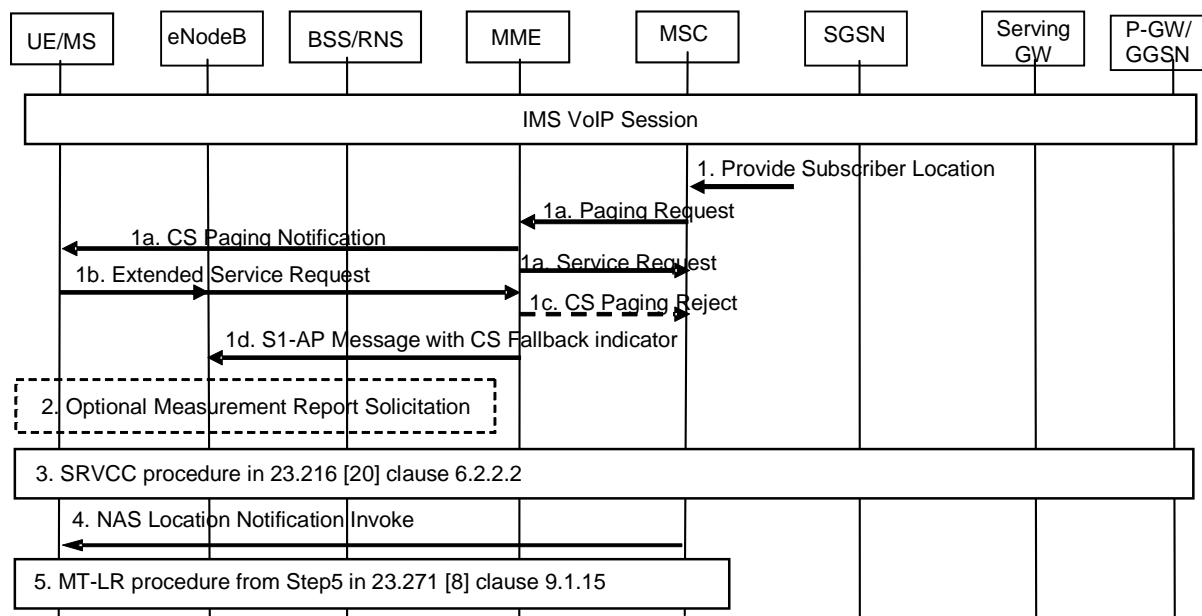 UE/MS
eNodeB
BSS/RNS
MME
MSC
SGSN
Serving
GW
P-GW/
GGSN
IMS VoIP Session
1. Provide Subscriber Location
1a. Paging Request
1a. CS Paging Notification
1a. Service Request
1b. Extended Service Request
1c. CS Paging Reject
1d. S1-AP Message with CS Fallback indicator
2. Optional Measurement Report Solicitation
3. SRVCC procedure in 23.216 [20] clause 6.2.2.2
4. NAS Location Notification Invoke
5. MT-LR procedure from Step5 in 23.271 [8] clause 9.1.15